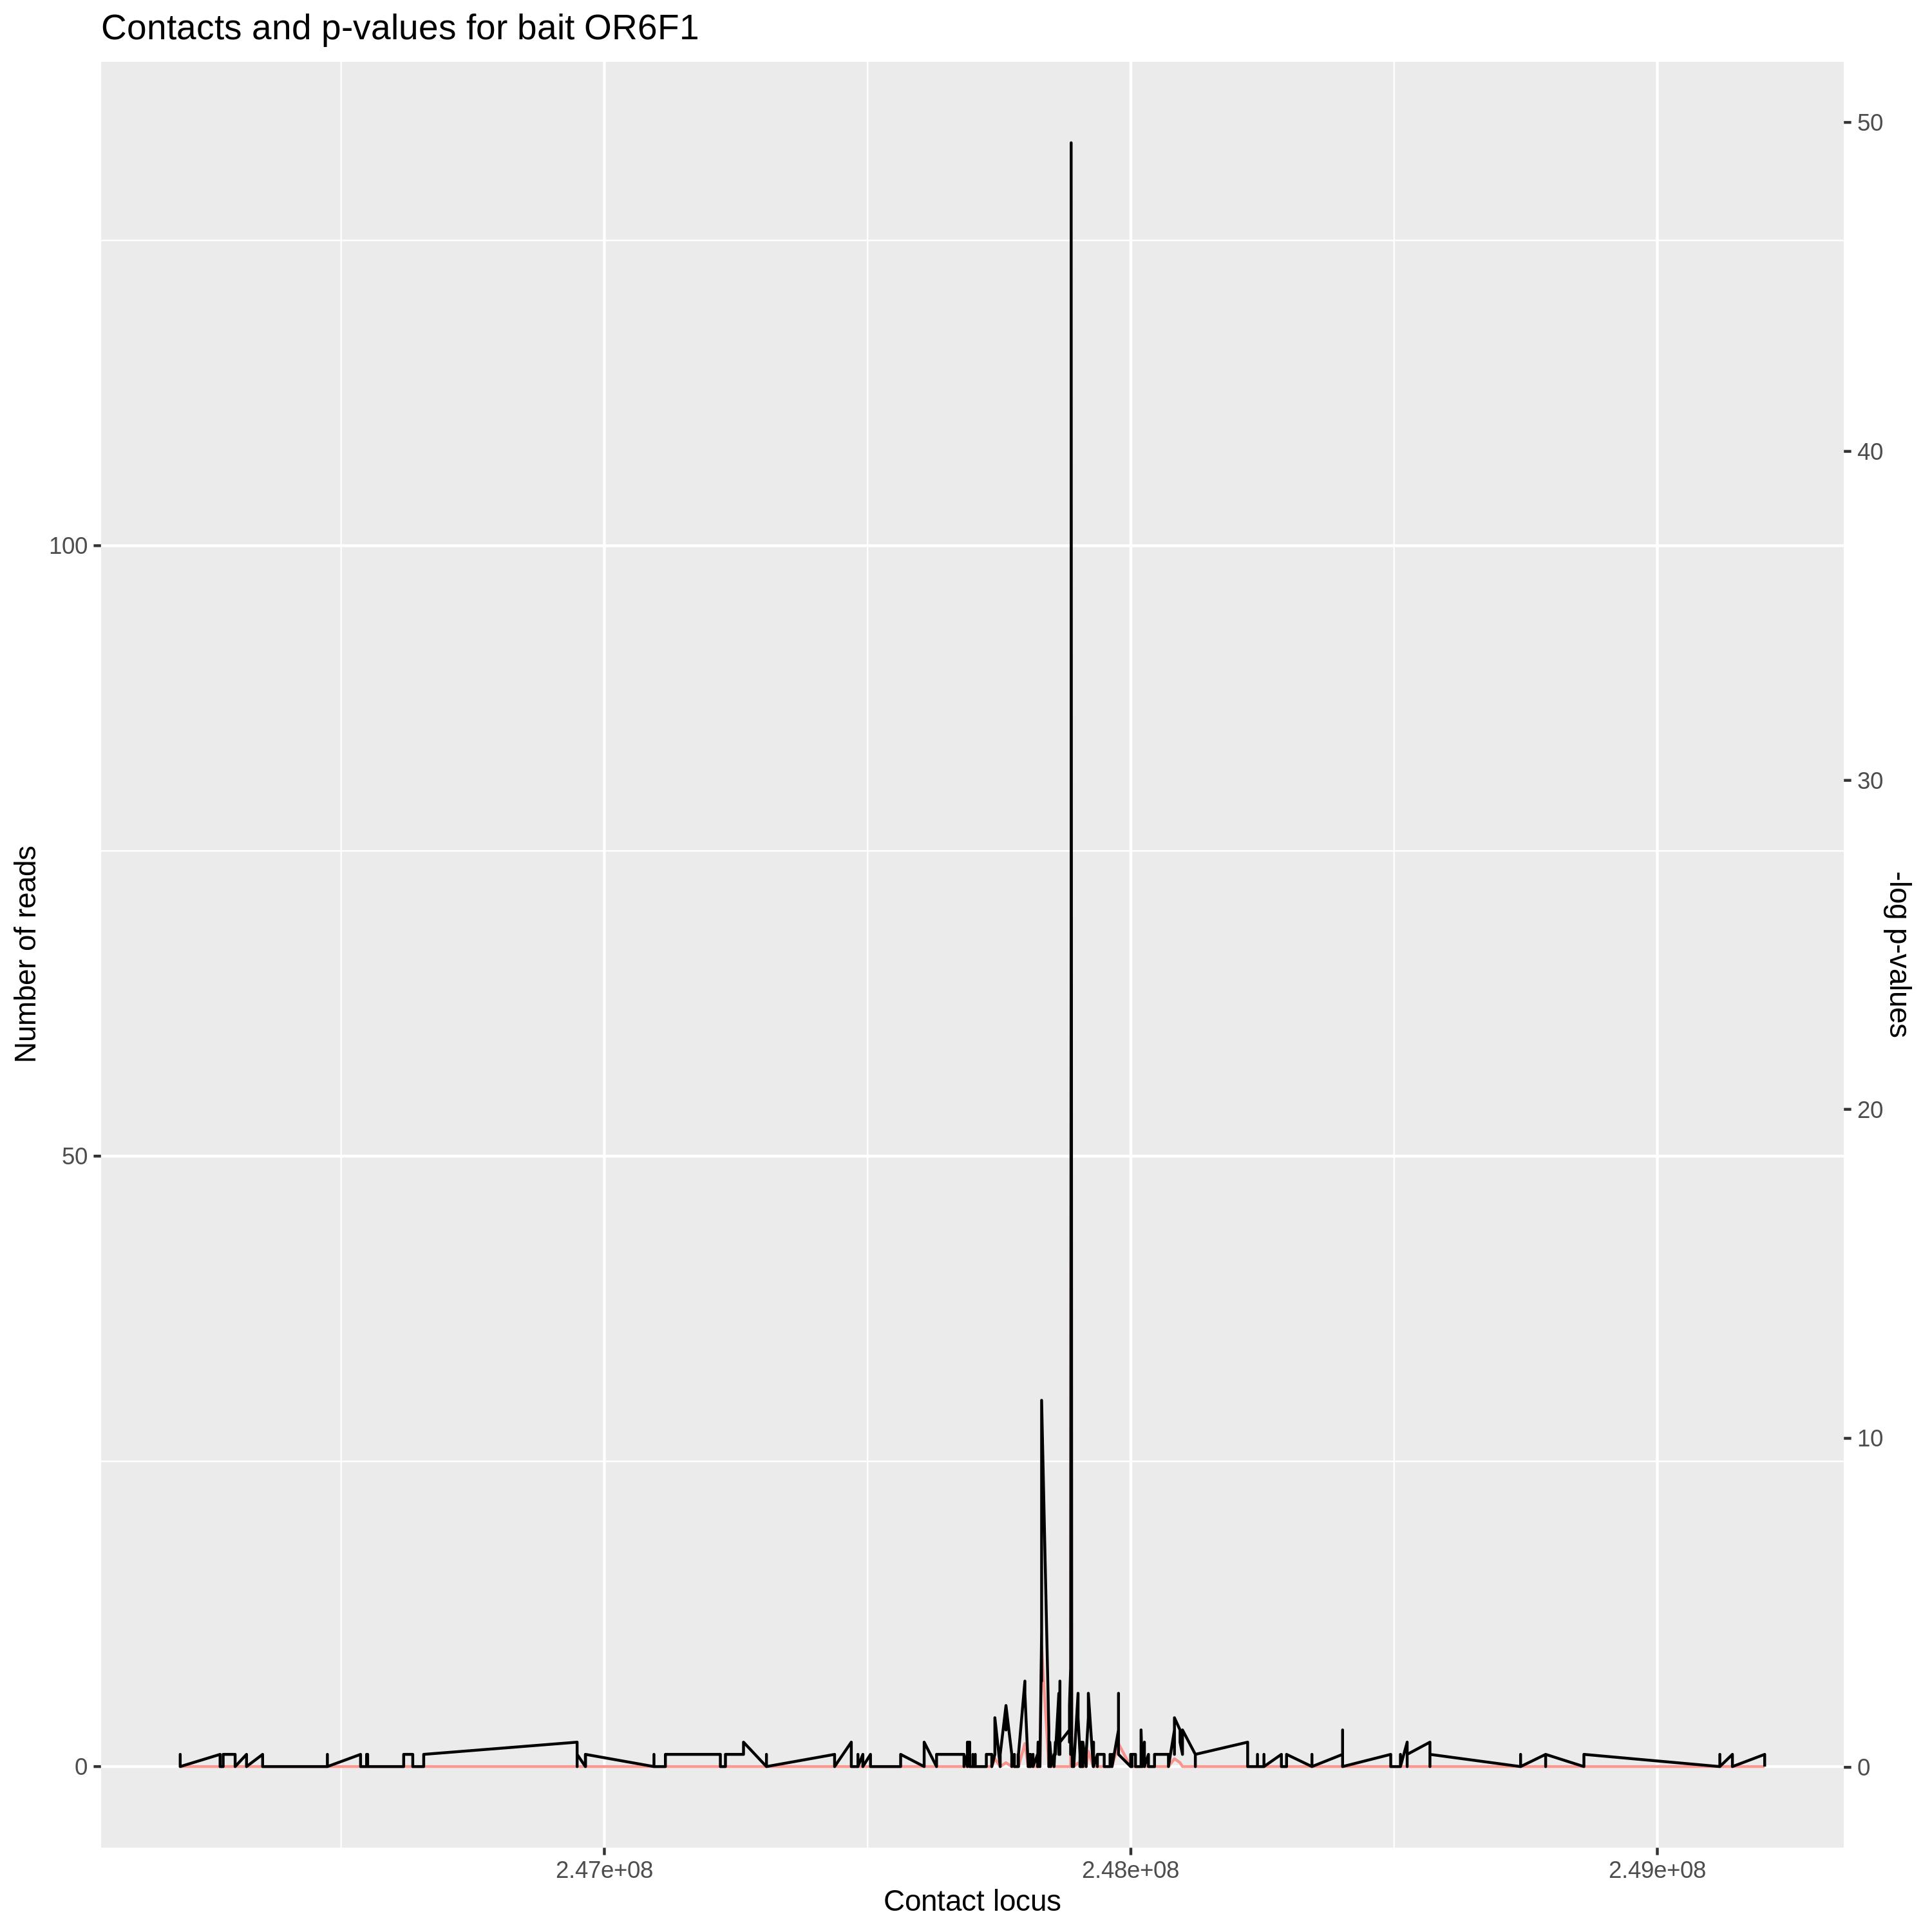 Contacts and p-values for bait OR6F1
Number of reads
100
50
0
50
40
30
20
10
0
-log p-values
2.47e+08
2.48e+08
2.49e+08
Contact locus